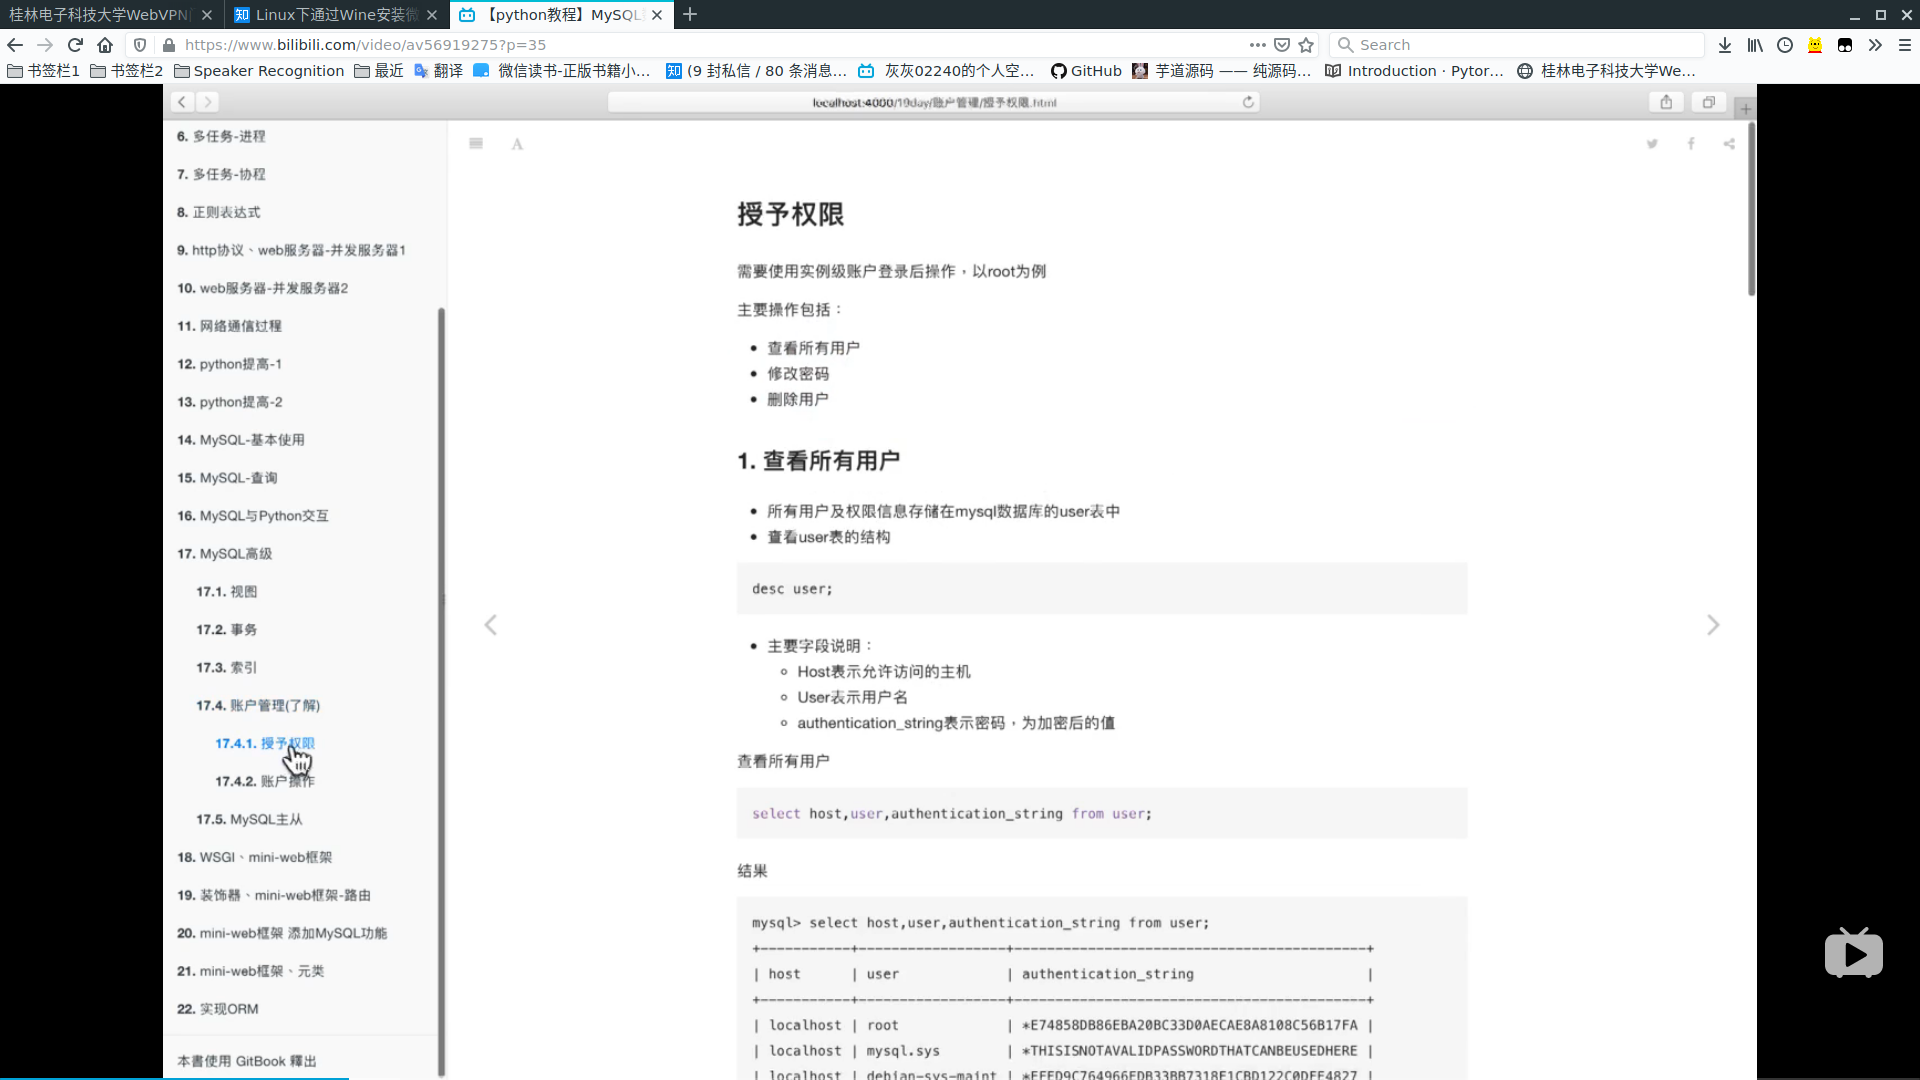 桂林电子科技大学WebVPN
Linux下通过Wine安装微
【python教程】MySQL
https://www.bilibili.com/video/av56919275?p=35
Search
书签栏1
书签栏2
Speaker Recognition
最近
翻译
微信读书-正版书籍小...
(9 封私信 / 80 条消息...
灰灰02240的个人空...
GitHub
芋道源码 —— 纯源码...
Introduction · Pytor...
桂林电子科技大学We...
localhost:4000/19day/账户管理/授予权限.html
6. 多任务-进程
7. 多任务-协程
8. 正则表达式
9. http协议、web服务器-并发服务器1
10. web服务器-并发服务器2
11. 网络通信过程
12. python提高-1
13. python提高-2
14. MySQL-基本使用
15. MySQL-查询
16. MySQL与Python交互
17. MySQL高级
17.1. 视图
17.2. 事务
17.3. 索引
17.4. 账户管理(了解)
17.4.1. 授予权限
17.4.2. 账户操作
17.5. MySQL主从
18. WSGI、mini-web框架
19. 装饰器、mini-web框架-路由
20. mini-web框架 添加MySQL功能
21. mini-web框架、元类
22. 实现ORM
本書使用 GitBook 釋出
A
授予权限
需要使用实例级账户登录后操作，以root为例
主要操作包括：
• 查看所有用户
• 修改密码
• 删除用户
1. 查看所有用户
• 所有用户及权限信息存储在mysql数据库的user表中
• 查看user表的结构
desc user;
• 主要字段说明：
◦ Host表示允许访问的主机
◦ User表示用户名
◦ authentication_string表示密码，为加密后的值
查看所有用户
select host,user,authentication_string from user;
结果
mysql> select host,user,authentication_string from user;
+-----------+------------------+-------------------------------------------+
| host | user | authentication_string |
+-----------+------------------+-------------------------------------------+
| localhost | root | *E74858DB86EBA20BC33D0AECAE8A8108C56B17FA |
| localhost | mysql.sys | *THISISNOTAVALIDPASSWORDTHATCANBEUSEDHERE |
| localhost | debian-sys-maint |